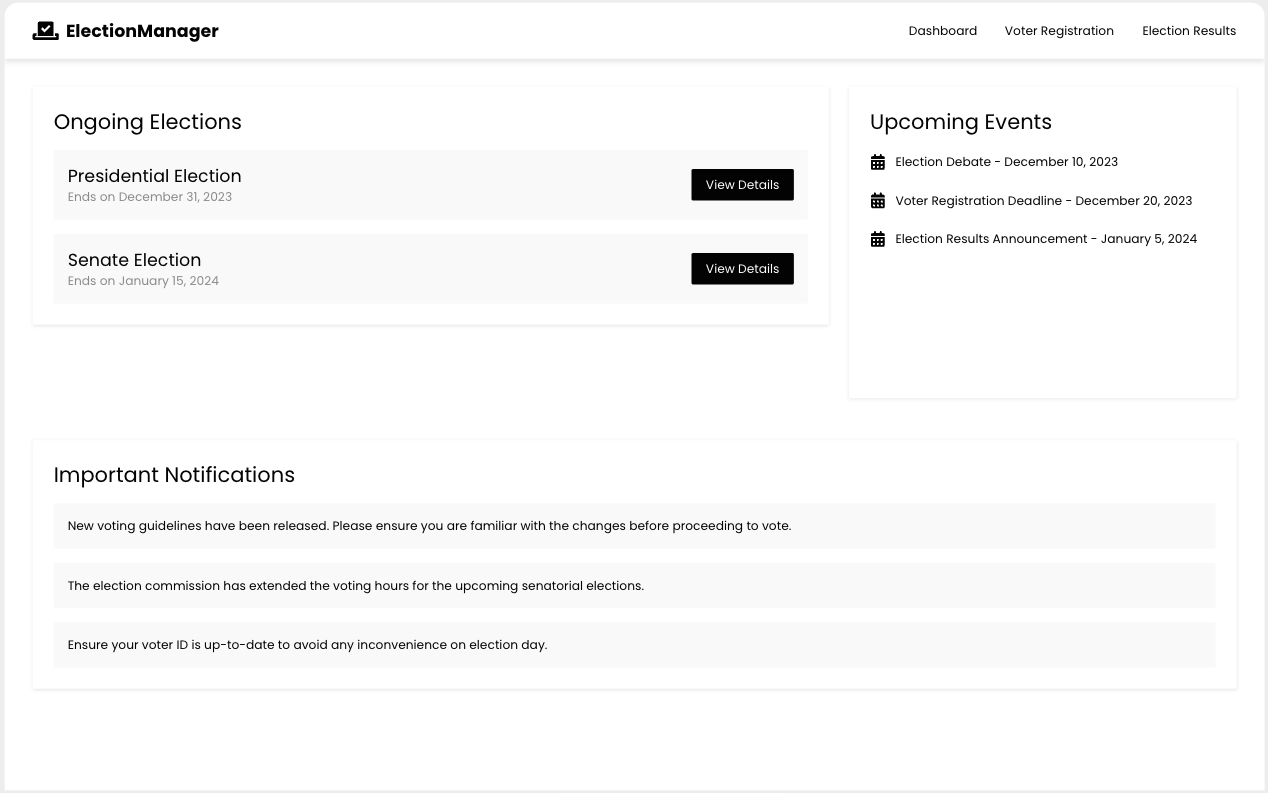 ElectionManager
Dashboard
Voter Registration
Election Results
Ongoing Elections
Presidential Election
Ends on December 31, 2023
View Details
Senate Election
Ends on January 15, 2024
View Details
Upcoming Events
Election Debate - December 10, 2023
Voter Registration Deadline - December 20, 2023
Election Results Announcement - January 5, 2024
Important Notifications
New voting guidelines have been released. Please ensure you are familiar with the changes before proceeding to vote.
The election commission has extended the voting hours for the upcoming senatorial elections.
Ensure your voter ID is up-to-date to avoid any inconvenience on election day.